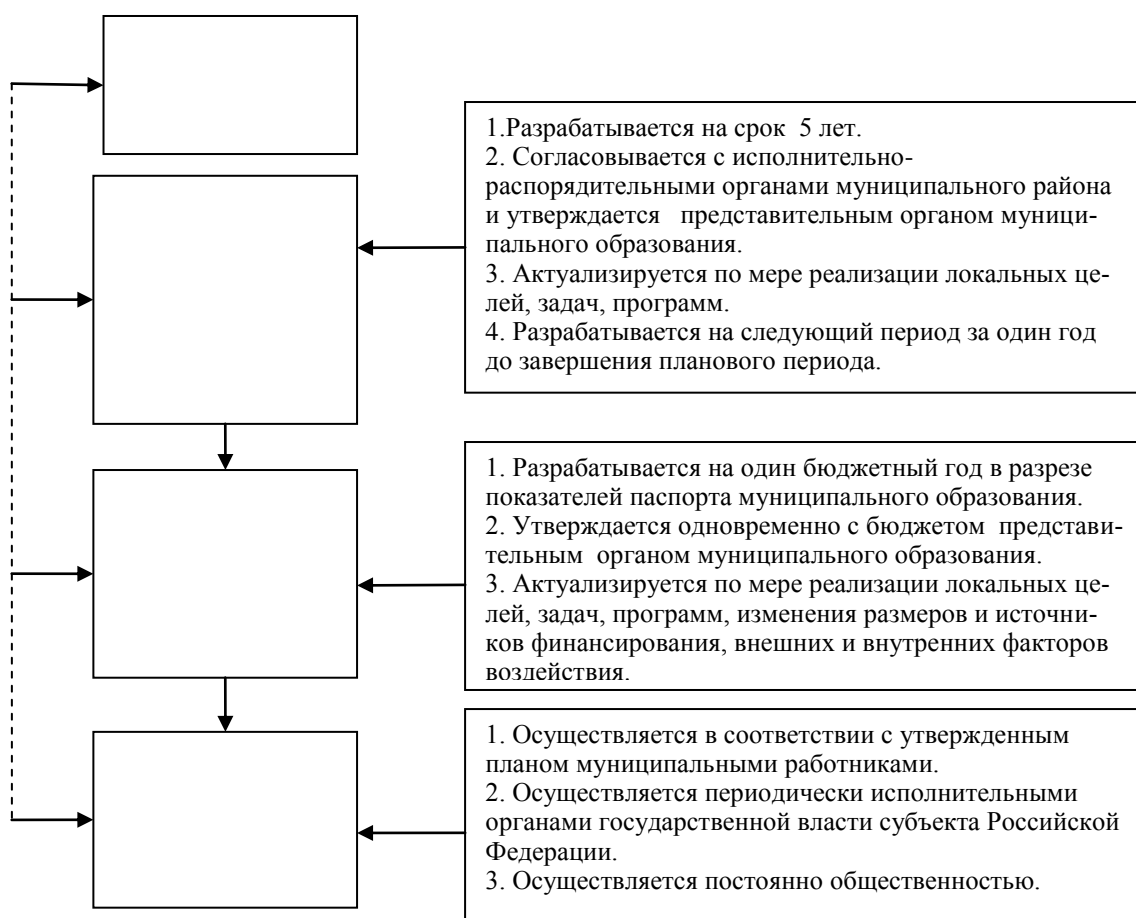 1.Разрабатывается на срок 5 лет.
2. Согласовывается с исполнительно-
распорядительными органами муниципального района
и утверждается представительным органом муници-
пального образования.
3. Актуализируется по мере реализации локальных це-
лей, задач, программ.
4. Разрабатывается на следующий период за один год
до завершения планового периода.
1. Разрабатывается на один бюджетный год в разрезе
показателей паспорта муниципального образования.
2. Утверждается одновременно с бюджетом представи-
тельным органом муниципального образования.
3. Актуализируется по мере реализации локальных це-
лей, задач, программ, изменения размеров и источни-
ков финансирования, внешних и внутренних факторов
воздействия.
1. Осуществляется в соответствии с утвержденным
планом муниципальными работниками.
2. Осуществляется периодически исполнительными
органами государственной власти субъекта Российской
Федерации.
3. Осуществляется постоянно общественностью.